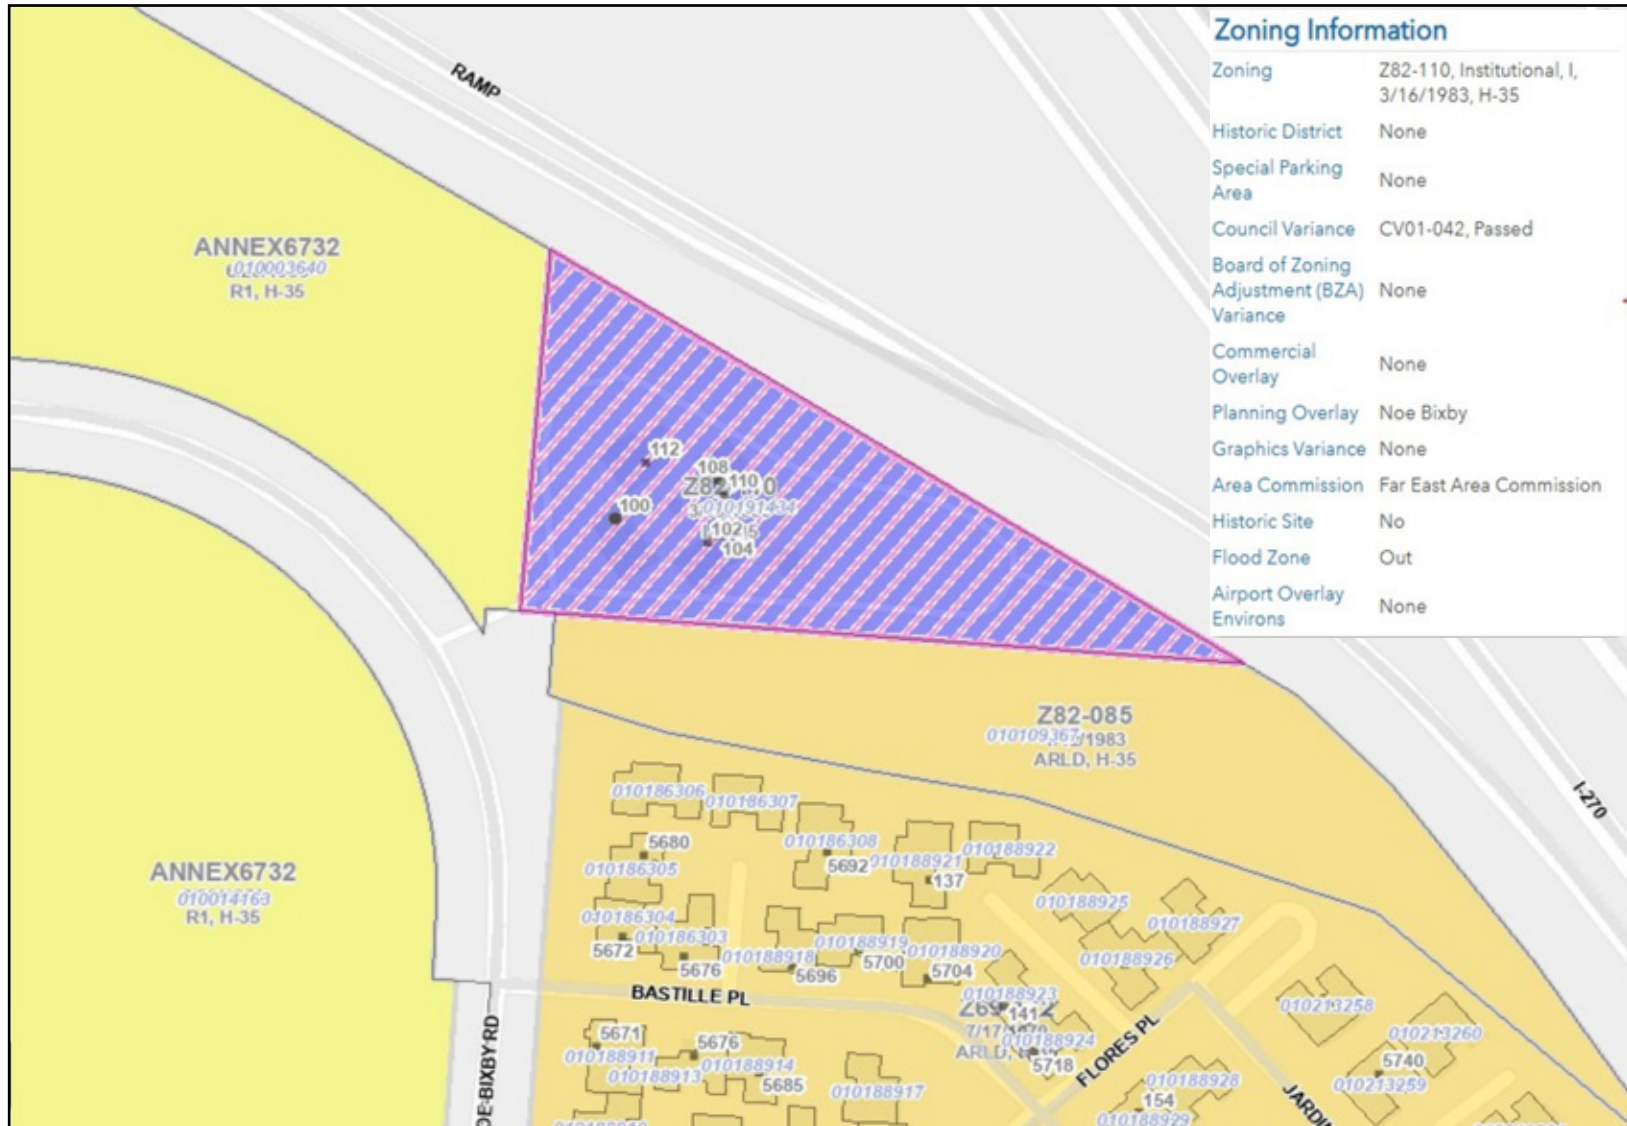 Zoning Information
Zoning Z82-110, Institutional, I,
3/16/1983, H-35
Historic District None
Special Parking
Area None
Council Variance CV01-042, Passed
Board of Zoning
Adjustment (BZA)
Variance None
Commercial
Overlay None
Planning Overlay Noe Bixby
Graphics Variance None
Area Commission Far East Area Commission
Historic Site No
Flood Zone Out
Airport Overlay
Environs None
RAMP
ANNEX6732
010003640
R1, H-35
112
108
110
010191434
100
102
104
Z82-085
010109367
ARLD, H-35
I-270
ANNEX6732
010014163
R1, H-35
010186306
010186307
5680
010186308
010188922
010188921
5692
010186305
137
010188925
010186304
010188927
010186303
010188919
010188920
5672
010188918
5700
010188926
5676
5696
5704
BASTILLE PL
010188923
010213258
141
5671
5676
010188924
010213260
010188911
010188914
5718
FLORES PL
5740
010188913
5685
010188928
010213259
010188917
154
010188929